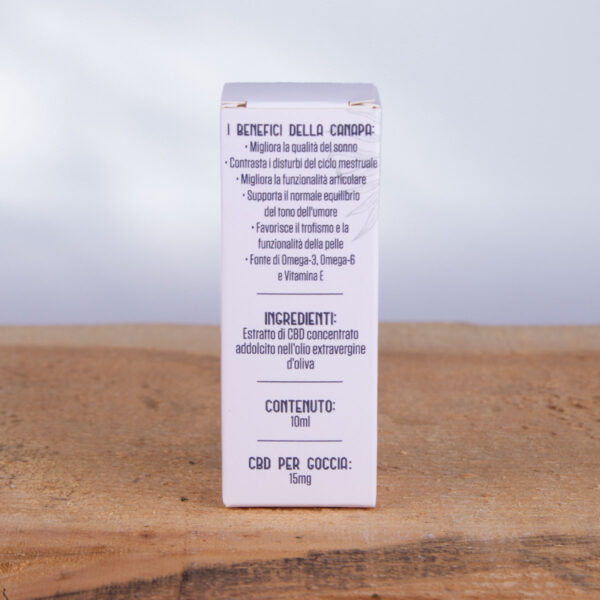 I BENEFICI DELLA CANAPA:
• Migliora la qualità del sonno
• Contrasta i disturbi del ciclo mestruale
• Migliora la funzionalità articolare
• Supporta il normale equilibrio
del tono dell'umore
• Favorisce il trofismo e la
funzionalità della pelle
• Fonte di Omega-3, Omega-6
e Vitamina E
INGREDIENTI:
Estratto di CBD concentrato
addolcito nell'olio extravergine
d'oliva
CONTENUTO:
10ml
CBD PER GOCCIA:
15mg